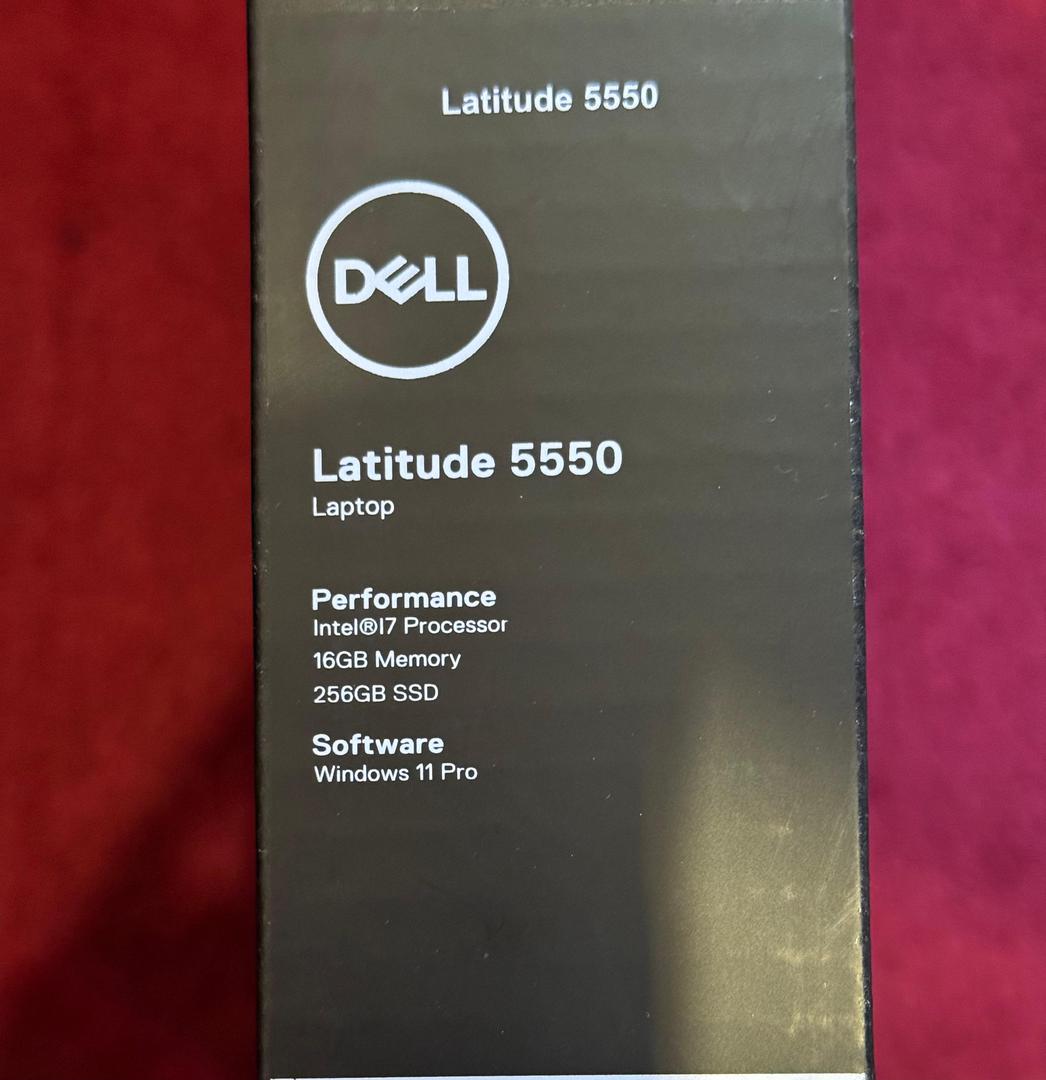 Latitude 5550
DELL
Latitude 5550
Laptop
Performance
Intel®I7 Processor
16GB Memory
256GB SSD
Software
Windows 11 Pro